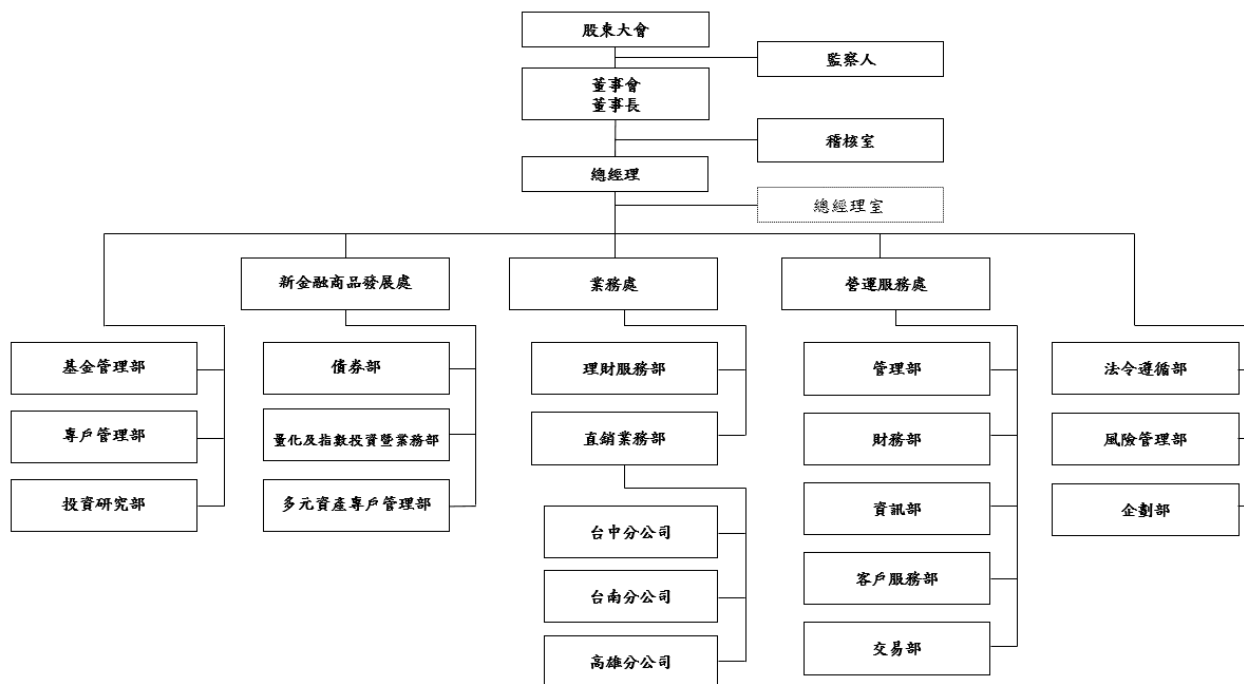 股東大會
監察人
董事會
董事長
稽核室
總經理
總經理室
新金融商品發展處
業務處
營運服務處
基金管理部
債券部
理財服務部
管理部
法令遵循部
專戶管理部
量化及指數投資暨業務部
直銷業務部
財務部
風險管理部
投資研究部
多元資產專戶管理部
台中分公司
資訊部
企劃部
台南分公司
客戶服務部
高雄分公司
交易部